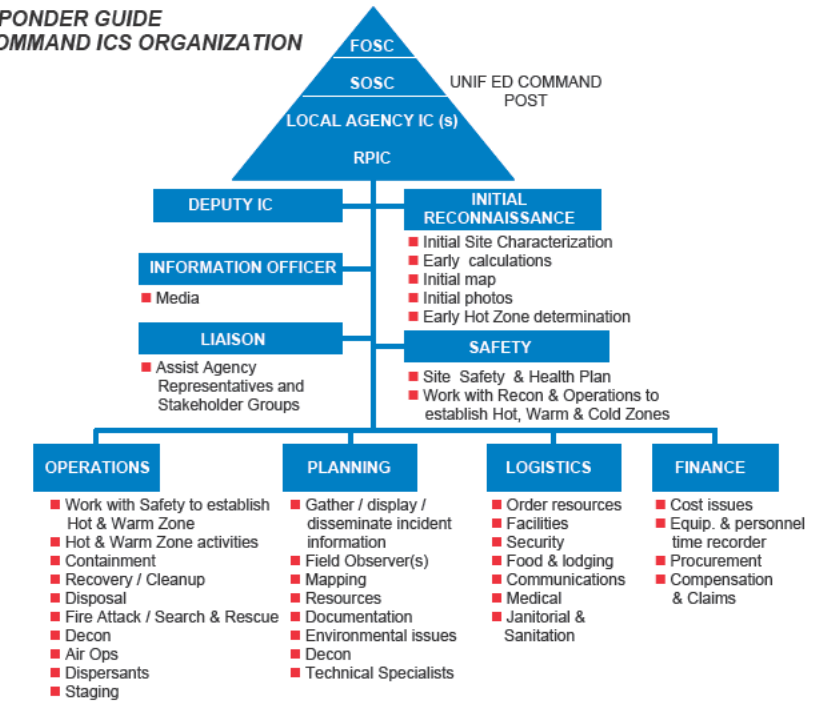 PONDER GUIDE
OMMAND ICS ORGANIZATION
FOSC
SOSC
LOCAL AGENCY IC (s)
RPIC
UNIF ED COMMAND
POST
DEPUTY IC
INITIAL
RECONNAISSANCE
Initial Site Characterization
Early calculations
Initial map
Initial photos
Early Hot Zone determination
INFORMATION OFFICER
Media
LIAISON
Assist Agency
Representatives and
Stakeholder Groups
SAFETY
Site Safety & Health Plan
Work with Recon & Operations to
establish Hot, Warm & Cold Zones
OPERATIONS
Work with Safety to establish
Hot & Warm Zone
Hot & Warm Zone activities
Containment
Recovery / Cleanup
Disposal
Fire Attack / Search & Rescue
Decon
Air Ops
Dispersants
Staging
PLANNING
Gather / display /
disseminate incident
information
Field Observer(s)
Mapping
Resources
Documentation
Environmental issues
Decon
Technical Specialists
LOGISTICS
Order resources
Facilities
Security
Food & lodging
Communications
Medical
Janitorial &
Sanitation
FINANCE
Cost issues
Equip. & personnel
time recorder
Procurement
Compensation
& Claims